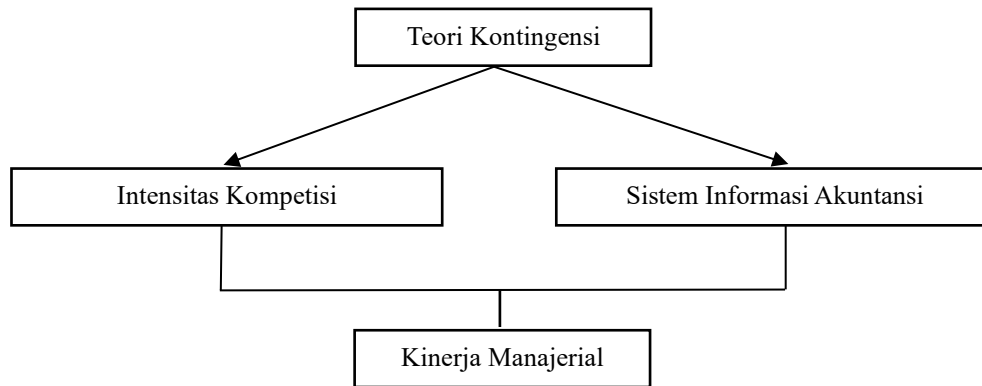 Teori Kontingensi
Intensitas Kompetisi
Sistem Informasi Akuntansi
Kinerja Manajerial